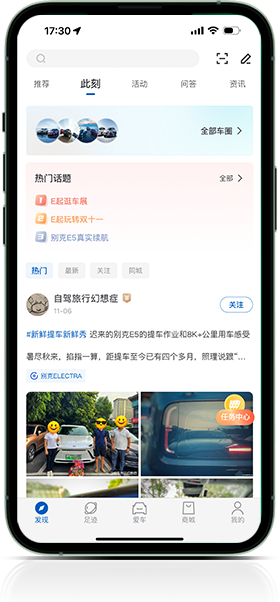 17:30
推荐 此刻 活动 问答 资讯
全部车圈 >
热门话题 全部 >
1 E起逛车展
2 E起玩转双十一
3 别克E5真实续航
热门 最新 关注 同城
自驾旅行幻想症 关注
11-06
#新鲜提车新鲜秀 迟来的别克E5的提车作业和8K+公里用车感受
暑尽秋来，掐指一算，距提车至今已有四个多月，照理说跟“...
别克ELECTRA
任务中心
发现 足迹 爱车 商城 我的